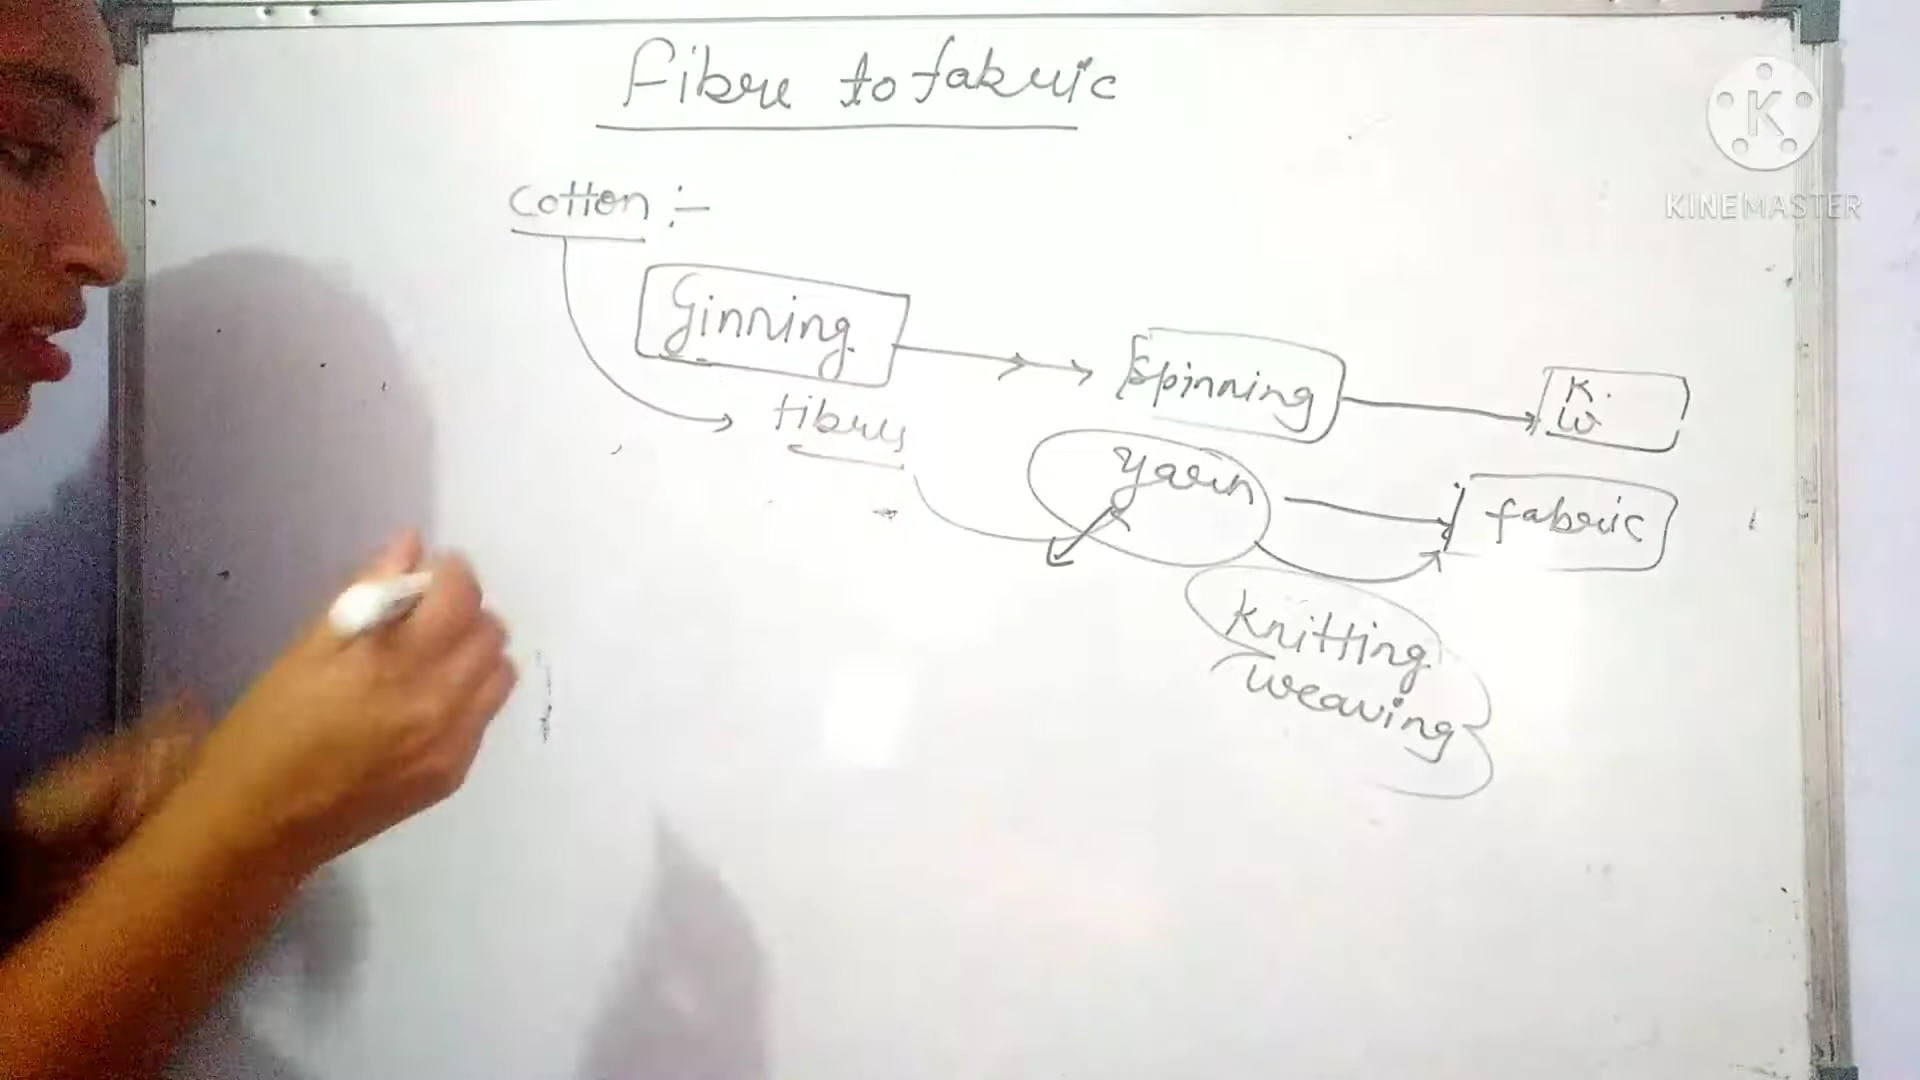 Fibre to fabric
Cotton :-
Ginning
Spinning
K.
W
fibres
yarn
fabric
Knitting
weaving
K
KINEMASTER